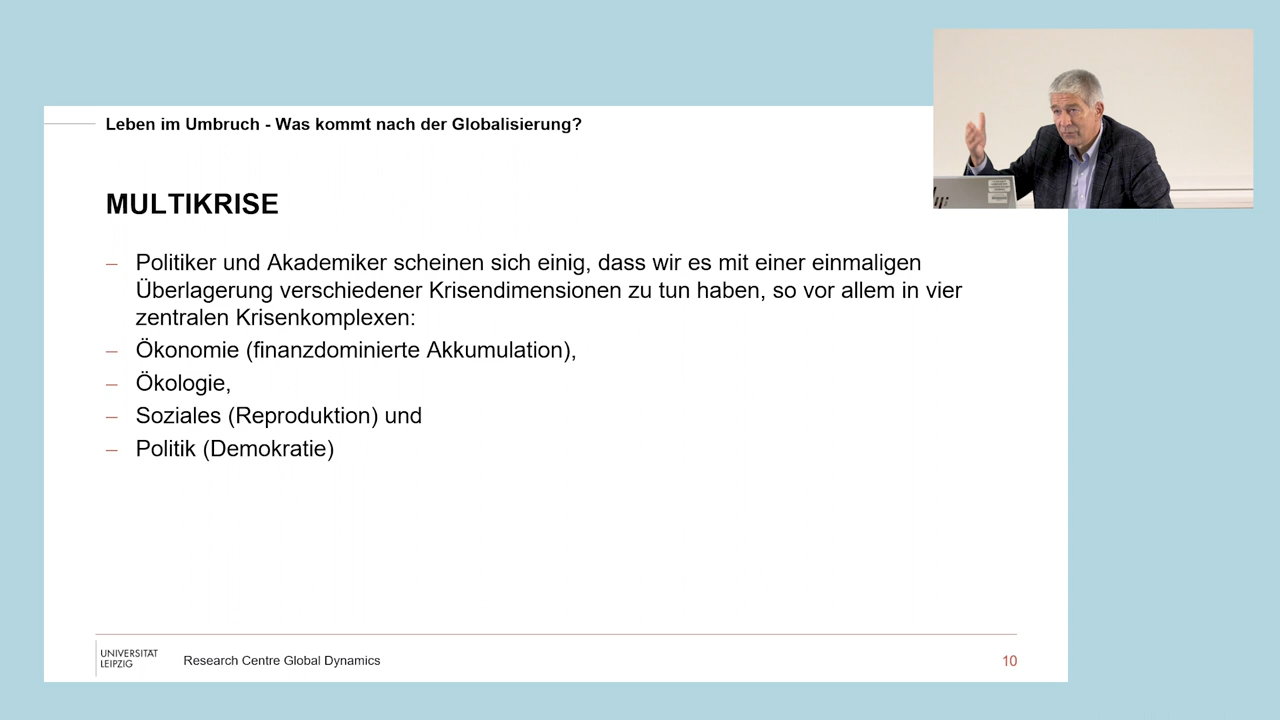 Leben im Umbruch - Was kommt nach der Globalisierung?
MULTIKRISE
– Politiker und Akademiker scheinen sich einig, dass wir es mit einer einmaligen
Überlagerung verschiedener Krisendimensionen zu tun haben, so vor allem in vier
zentralen Krisenkomplexen:
– Ökonomie (finanzdominierte Akkumulation),
– Ökologie,
– Soziales (Reproduktion) und
– Politik (Demokratie)
UNIVERSITÄT
LEIPZIG
Research Centre Global Dynamics
10